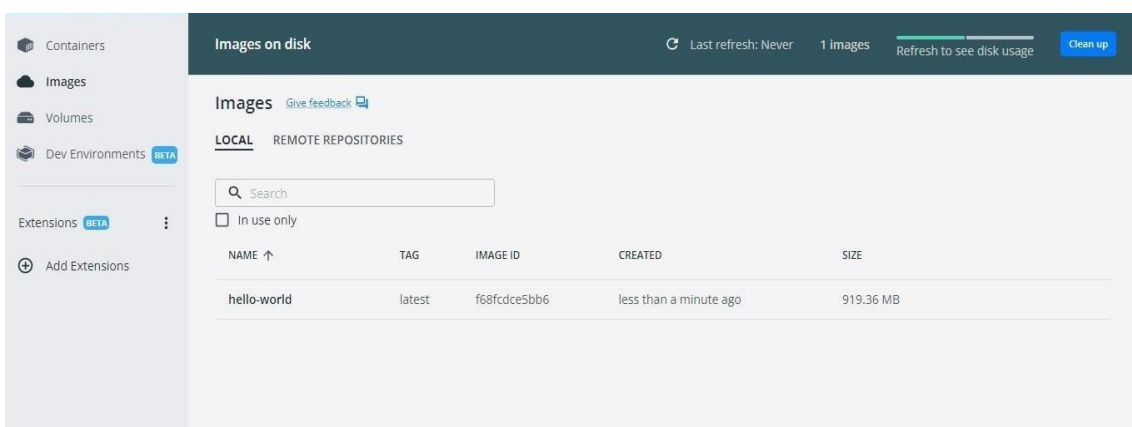 Containers
Images
Volumes
Dev Environments BETA
Extensions BETA
Add Extensions
Images on disk
Last refresh: Never
1 images
Refresh to see disk usage
Clean up
Images Give feedback
LOCAL REMOTE REPOSITORIES
Search
In use only
NAME TAG IMAGE ID CREATED SIZE
hello-world latest f68fcdce5bb6 less than a minute ago 919.36 MB